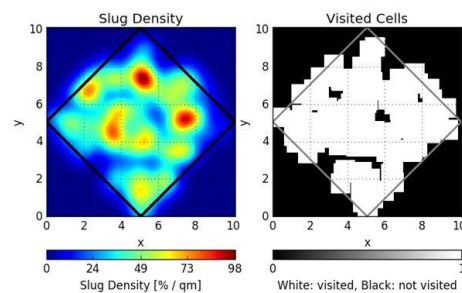 Slug Density
Visited Cells
10
8
6
4
2
0
y
0 2 4 6 8 10
x
10
8
6
4
2
0
y
0 2 4 6 8 10
x
0 24 49 73 98
Slug Density [% / qm]
0 1
White: visited, Black: not visited